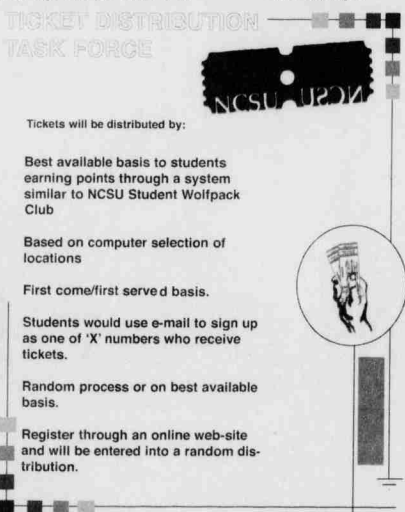 TICKET DISTRIBUTION
TASK FORCE
NCSU NCSU
Tickets will be distributed by:
Best available basis to students
earning points through a system
similar to NCSU Student Wolfpack
Club
Based on computer selection of
locations
First come/first served basis.
Students would use e-mail to sign up
as one of 'X' numbers who receive
tickets.
Random process or on best available
basis.
Register through an online web-site
and will be entered into a random dis-
tribution.